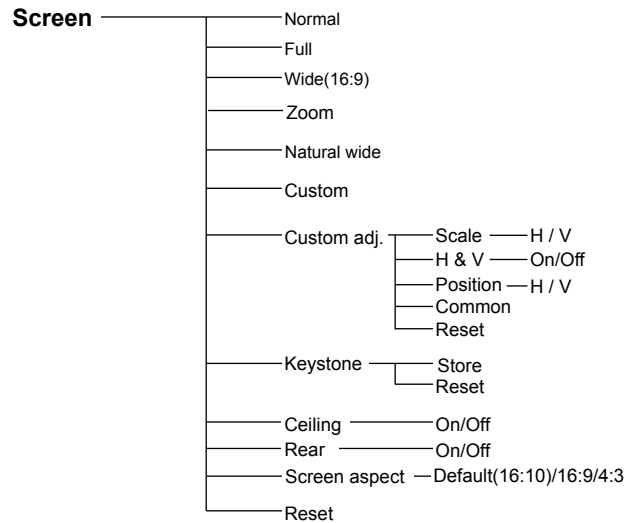 Screen Normal
Full
Wide(16:9)
Zoom
Natural wide
Custom
Custom adj. Scale H / V
H & V On/Off
Position H / V
Common
Reset
Keystone Store
Reset
Ceiling On/Off
Rear On/Off
Screen aspect Default(16:10)/16:9/4:3
Reset